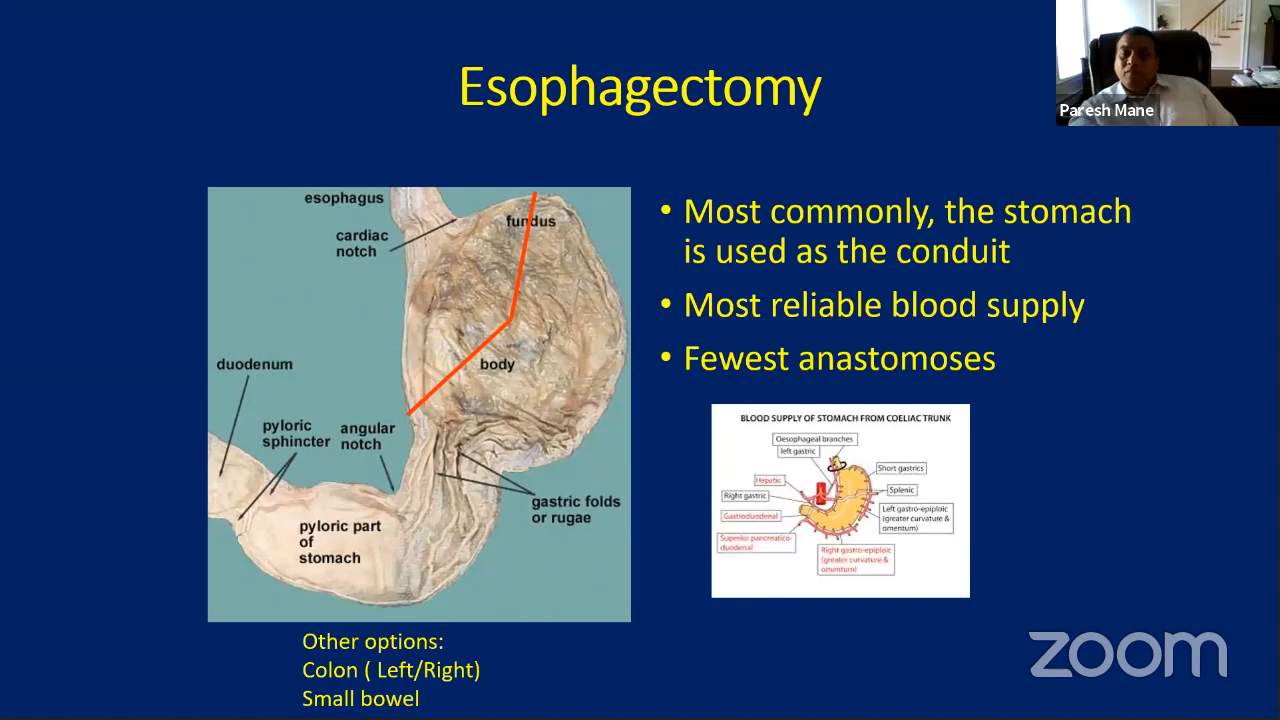 Esophagectomy
Paresh Mane
esophagus
cardiac
notch
fundus
body
duodenum
pyloric
sphincter
angular
notch
gastric folds
or rugae
pyloric part
of
stomach
Other options:
Colon ( Left/Right)
Small bowel
• Most commonly, the stomach
is used as the conduit
• Most reliable blood supply
• Fewest anastomoses
BLOOD SUPPLY OF STOMACH FROM COELIAC TRUNK
Oesophageal branches
left gastric
Short gastrics
Hepatic
Splenic
Right gastric
Left gastro-epiploic
(greater curvature &
omentum)
Gastroduodenal
Superior pancreatico-
duodenal
Right gastro-epiploic
(greater curvature &
omentum)
zoom